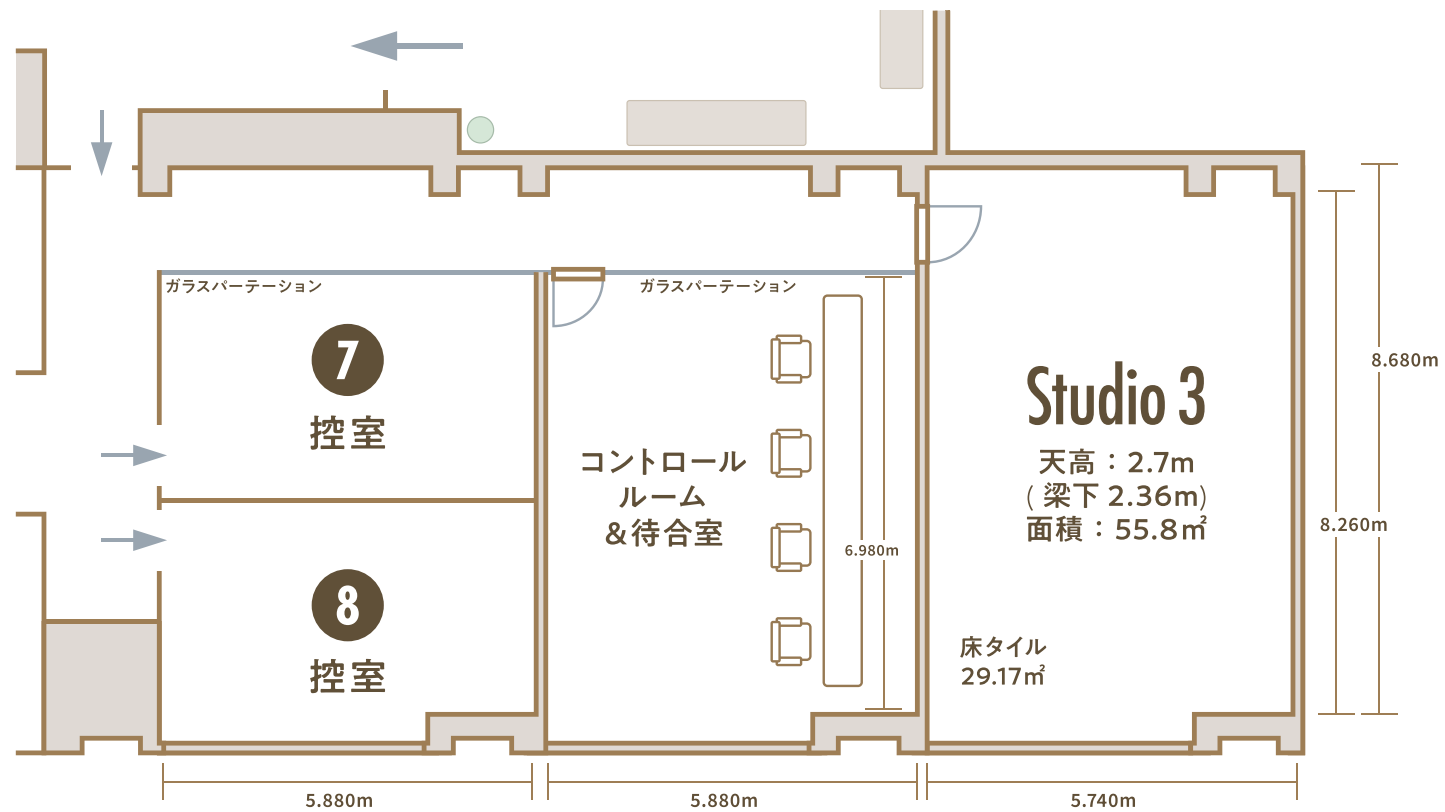 ガラスパーテーション
ガラスパーテーション
7
控室
8
控室
コントロール
ルーム
&待合室
6.980m
Studio 3
天高：2.7m
( 梁下 2.36m)
面積：55.8㎡
床タイル
29.17㎡
8.680m
8.260m
5.880m
5.880m
5.740m